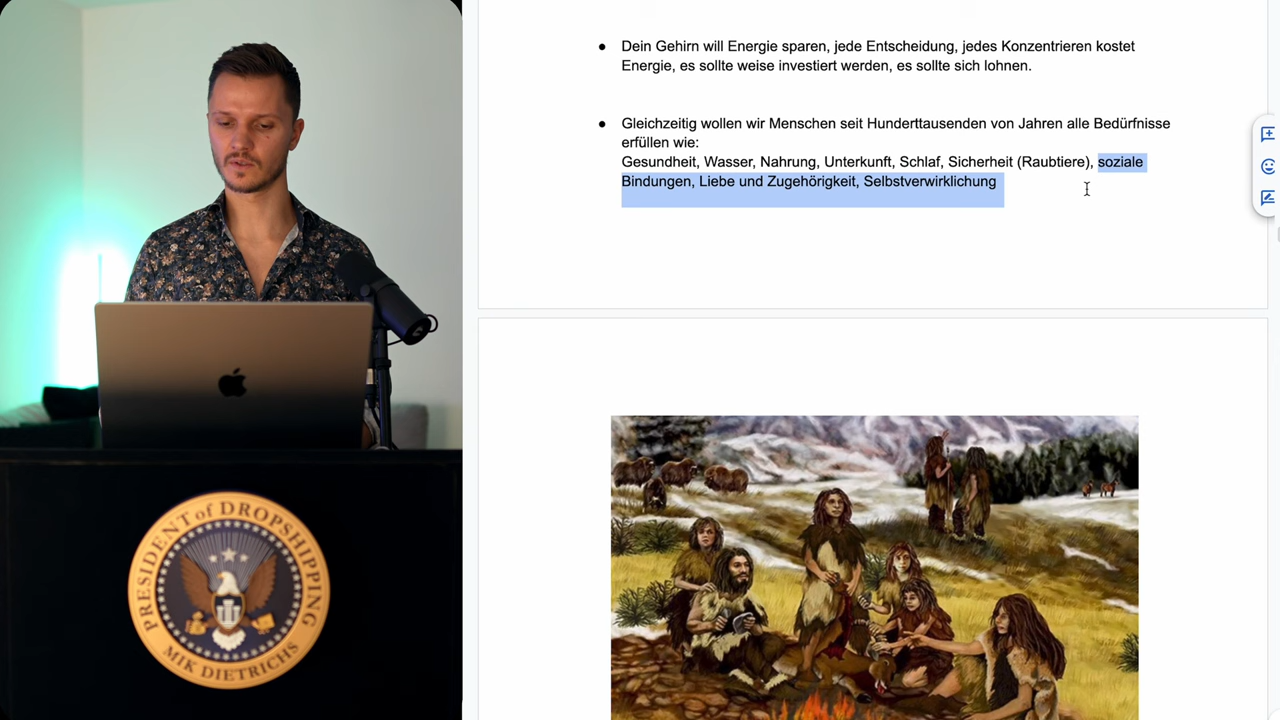 ● Dein Gehirn will Energie sparen, jede Entscheidung, jedes Konzentrieren kostet
Energie, es sollte weise investiert werden, es sollte sich lohnen.
● Gleichzeitig wollen wir Menschen seit Hunderttausenden von Jahren alle Bedürfnisse
erfüllen wie:
Gesundheit, Wasser, Nahrung, Unterkunft, Schlaf, Sicherheit (Raubtiere), soziale
Bindungen, Liebe und Zugehörigkeit, Selbstverwirklichung
PRESIDENT of DROPSHIPPING
MIK DIETRICHS